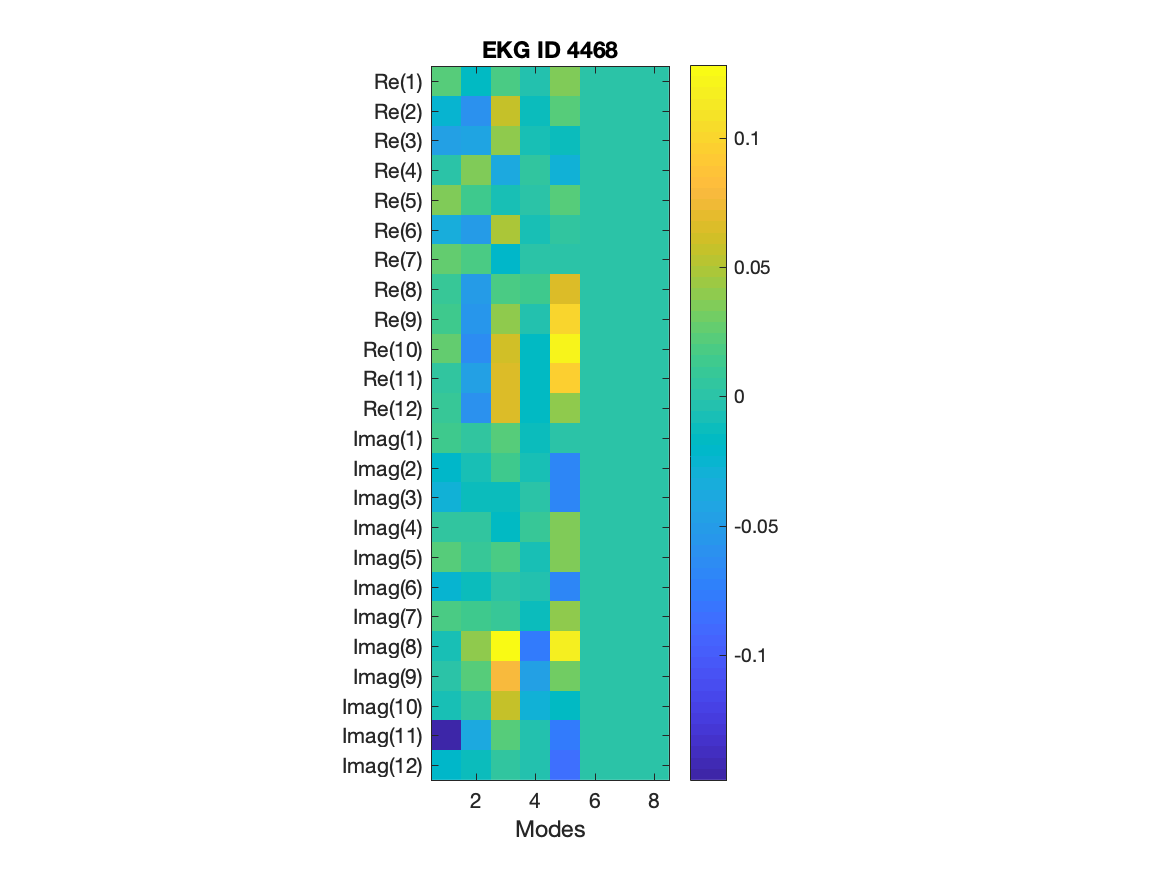 EKG ID 4468
Re(1)
Re(2)
Re(3)
Re(4)
Re(5)
Re(6)
Re(7)
Re(8)
Re(9)
Re(10)
Re(11)
Re(12)
Imag(1)
Imag(2)
Imag(3)
Imag(4)
Imag(5)
Imag(6)
Imag(7)
Imag(8)
Imag(9)
Imag(10)
Imag(11)
Imag(12)
2 4 6 8
Modes
0.1
0.05
0
-0.05
-0.1